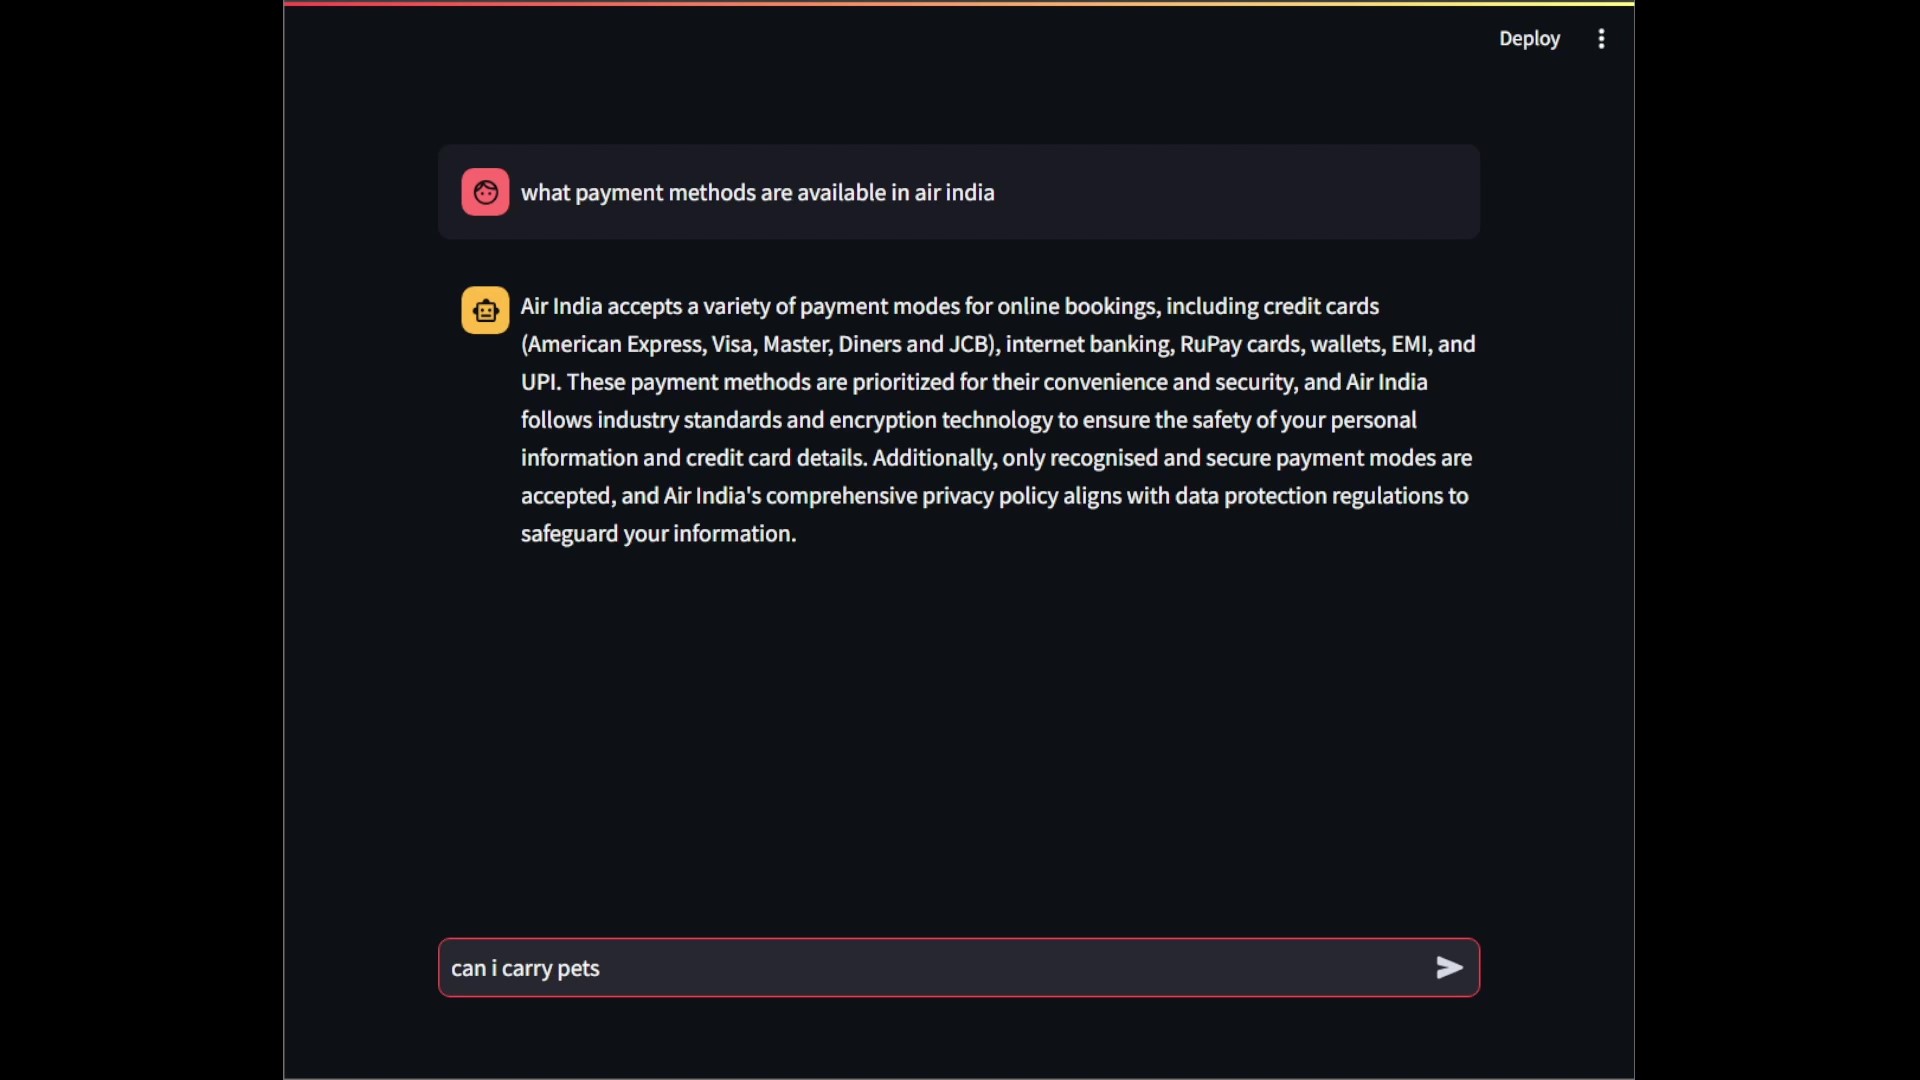 Deploy
what payment methods are available in air india
Air India accepts a variety of payment modes for online bookings, including credit cards
(American Express, Visa, Master, Diners and JCB), internet banking, RuPay cards, wallets, EMI, and
UPI. These payment methods are prioritized for their convenience and security, and Air India
follows industry standards and encryption technology to ensure the safety of your personal
information and credit card details. Additionally, only recognised and secure payment modes are
accepted, and Air India's comprehensive privacy policy aligns with data protection regulations to
safeguard your information.
can i carry pets